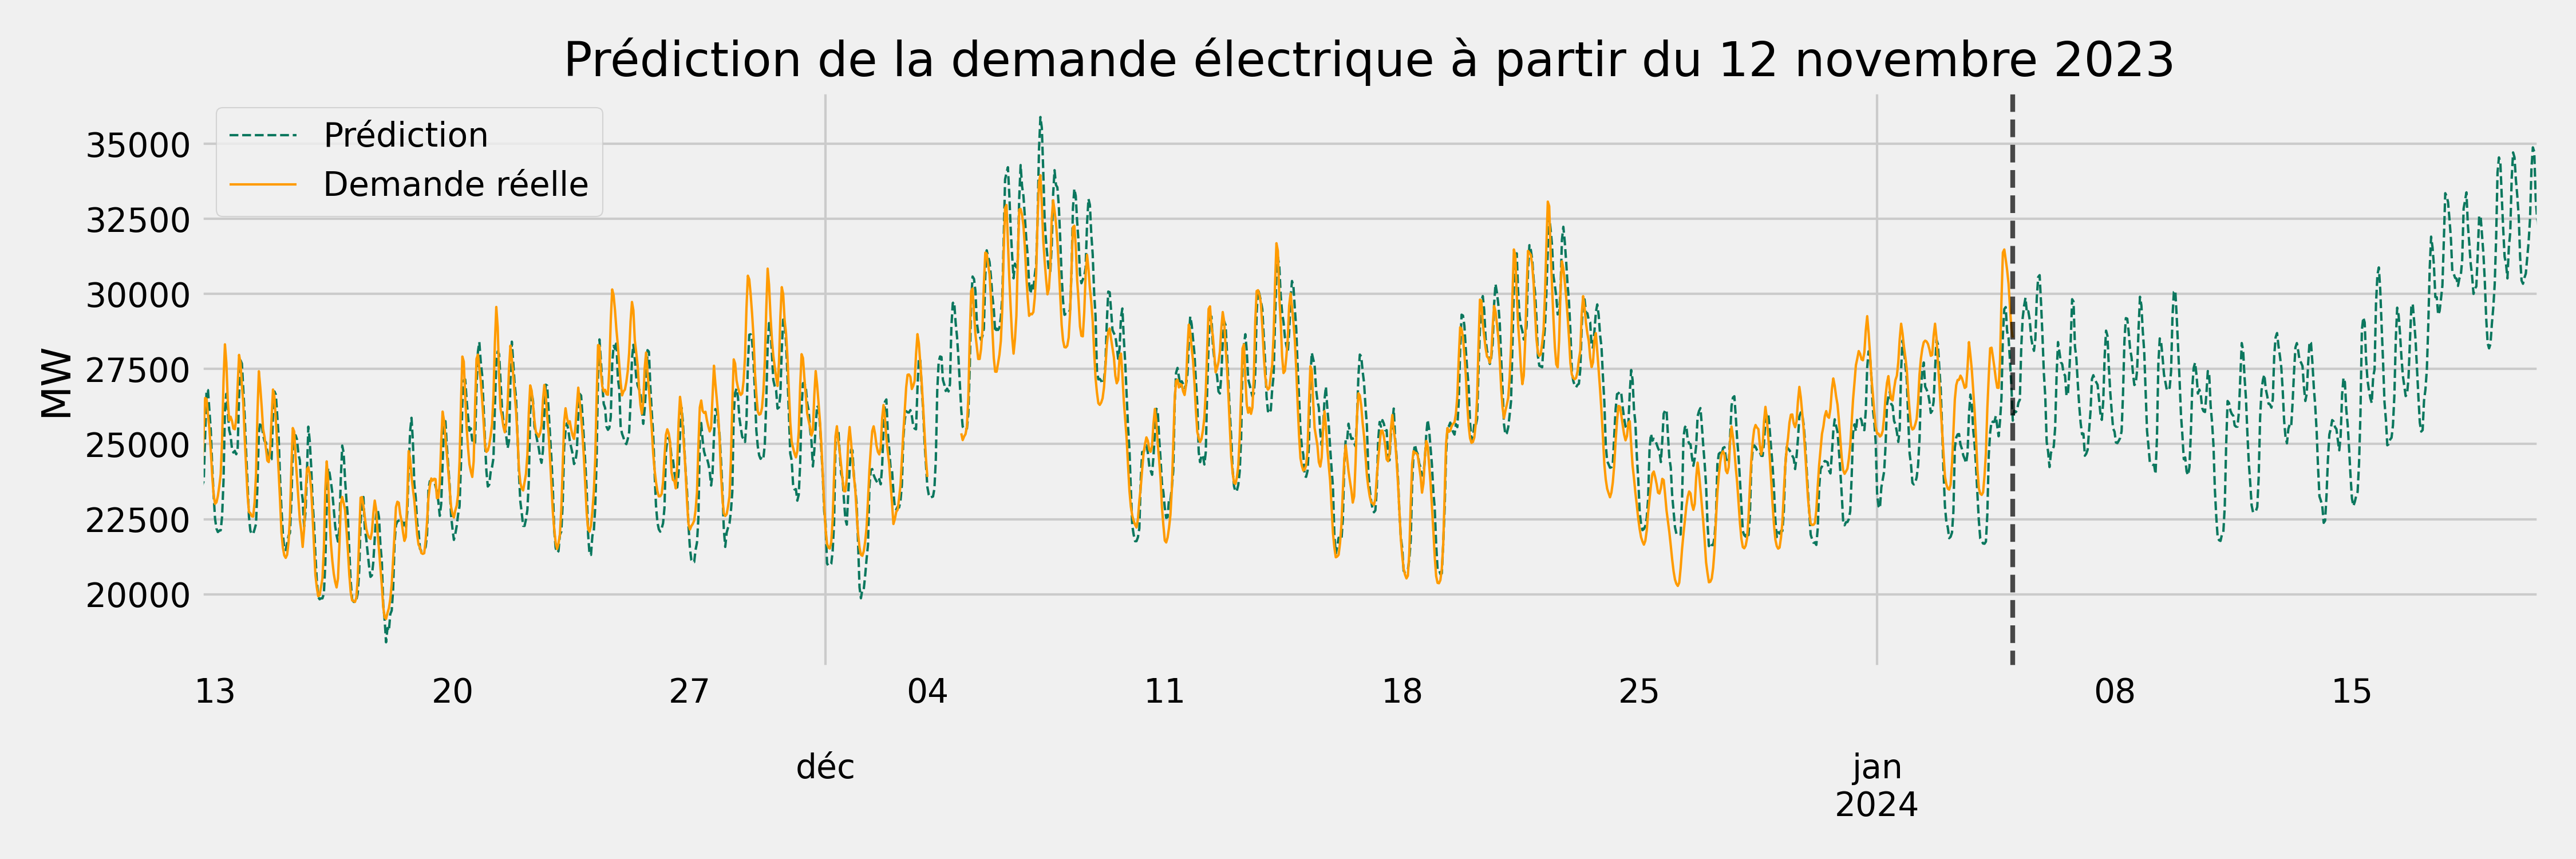 Prédiction de la demande électrique à partir du 12 novembre 2023
Prédiction
Demande réelle
MW
35000
32500
30000
27500
25000
22500
20000
13 20 27 04 11 18 25 08 15
déc jan
2024